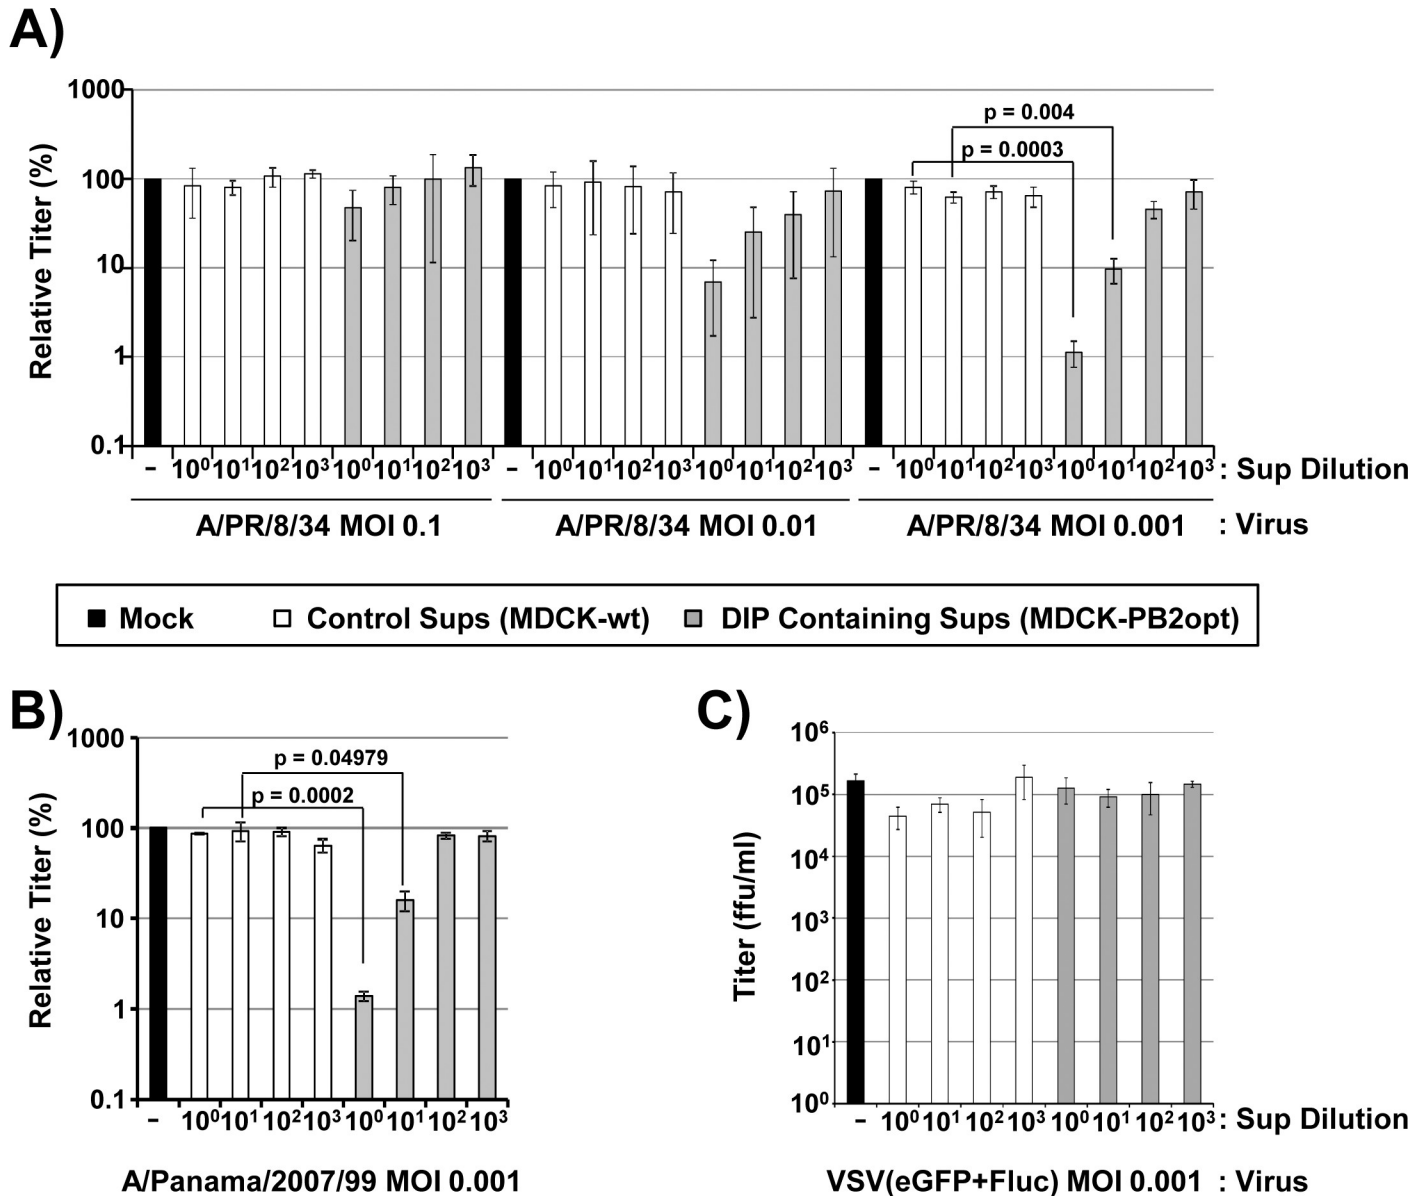 A)
1000
100
10
1
0.1
Relative Titer (%)
p = 0.004
p = 0.0003
– 10⁰ 10¹ 10² 10³ 10⁰ 10¹ 10² 10³ – 10⁰ 10¹ 10² 10³ 10⁰ 10¹ 10² 10³ – 10⁰ 10¹ 10² 10³ 10⁰ 10¹ 10² 10³ : Sup Dilution
A/PR/8/34 MOI 0.1 A/PR/8/34 MOI 0.01 A/PR/8/34 MOI 0.001 : Virus
Mock Control Sups (MDCK-wt) DIP Containing Sups (MDCK-PB2opt)
B)
1000
100
10
1
0.1
Relative Titer (%)
p = 0.04979
p = 0.0002
– 10⁰ 10¹ 10² 10³ 10⁰ 10¹ 10² 10³
A/Panama/2007/99 MOI 0.001
C)
10⁶
10⁵
10⁴
10³
10²
10¹
10⁰
Titer (ffu/ml)
– 10⁰ 10¹ 10² 10³ 10⁰ 10¹ 10² 10³ : Sup Dilution
VSV(eGFP+Fluc) MOI 0.001 : Virus